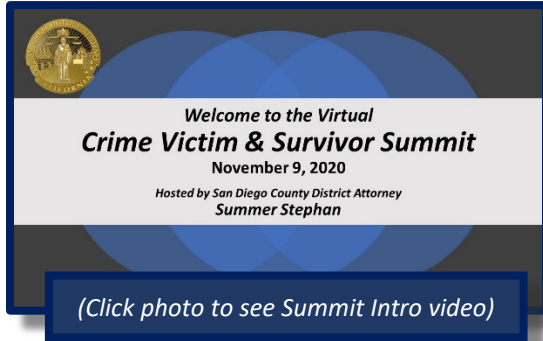 Welcome to the Virtual
Crime Victim & Survivor Summit
November 9, 2020
Hosted by San Diego County District Attorney
Summer Stephan
(Click photo to see Summit Intro video)